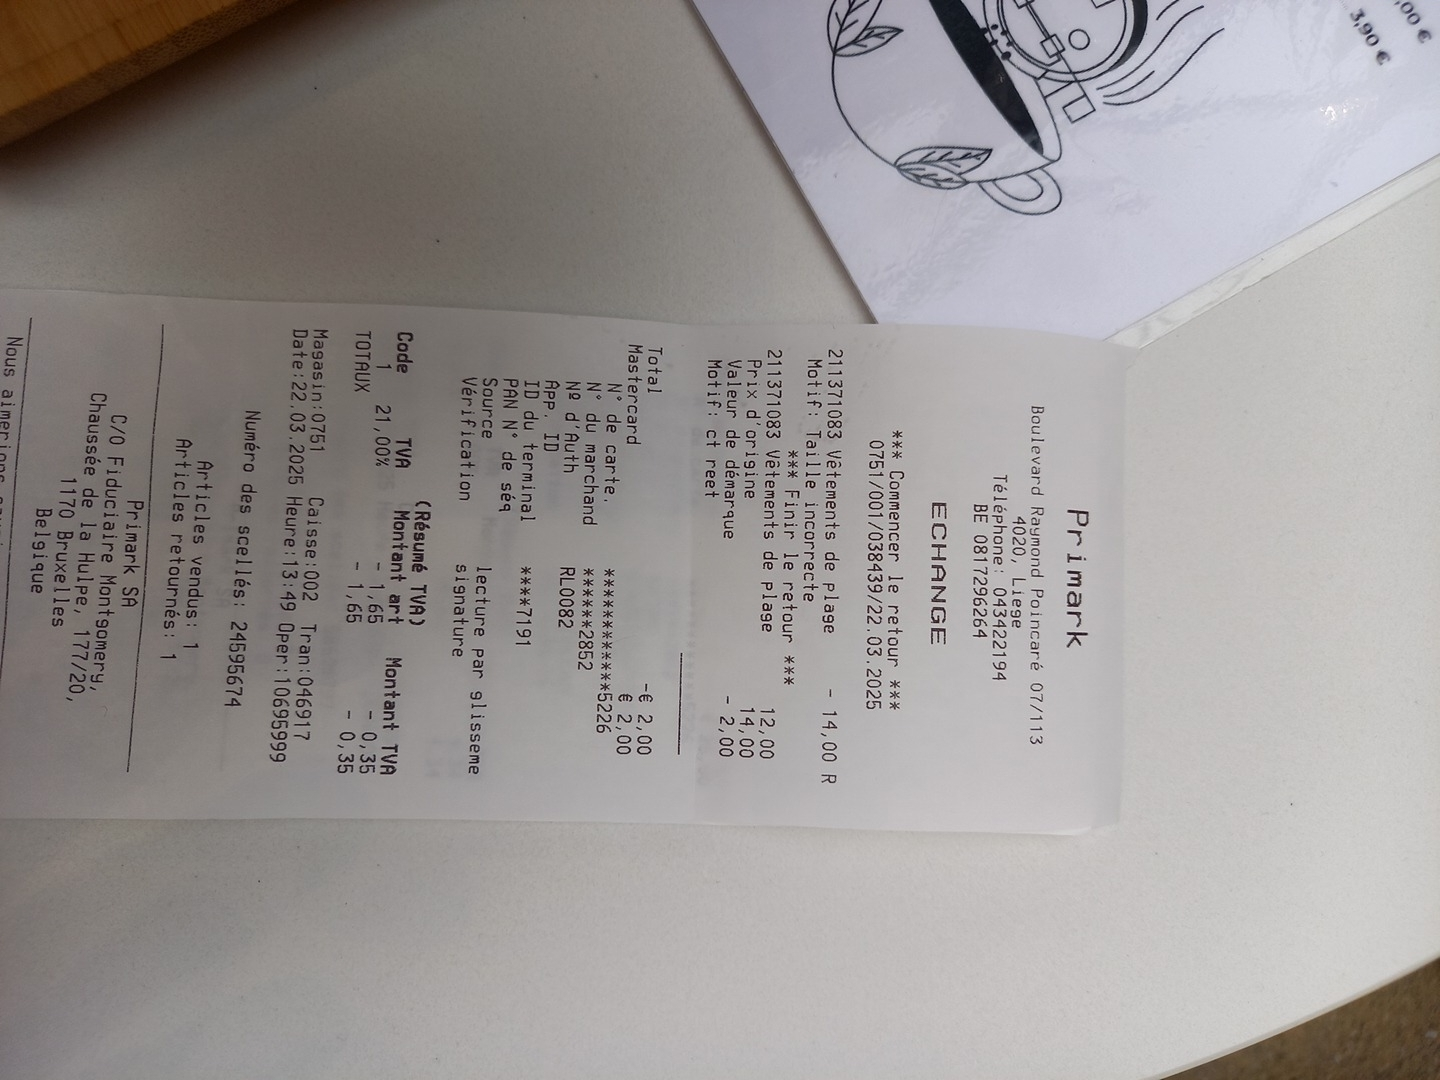 ,00 €
3,90 €
Primark
Boulevard Raymond Poincaré 07/113
4020, Liege
Téléphone: 043422194
BE 0817296264
ECHANGE
*** Commencer le retour ***
0751/001/038439/22.03.2025
211371083 Vêtements de plage - 14,00 R
Motif: Taille incorrecte
*** Finir le retour ***
211371083 Vêtements de plage 12,00
Prix d'origine 14,00
Valeur de démarque - 2,00
Motif: ct reet
Total -€ 2,00
Mastercard € 2,00
N° de carte. ************5226
N° du marchand ******2852
Nº d'Auth RL0082
App. ID
ID du terminal ****7191
PAN N° de séq
Source lecture par glisseme
Vérification signature
(Résumé TVA)
Code TVA Montant art Montant TVA
1 21,00% - 1,65 - 0,35
TOTAUX - 1,65 - 0,35
Magasin:0751 Caisse:002 Tran:046917
Date:22.03.2025 Heure:13:49 Oper:10695999
Numéro des scellés: 24595674
Articles vendus: 1
Articles retournés: 1
Primark SA
C/O Fiduciaire Montgomery,
Chaussée de la Hulpe, 177/20,
1170 Bruxelles
Belgique
Nous aimerions